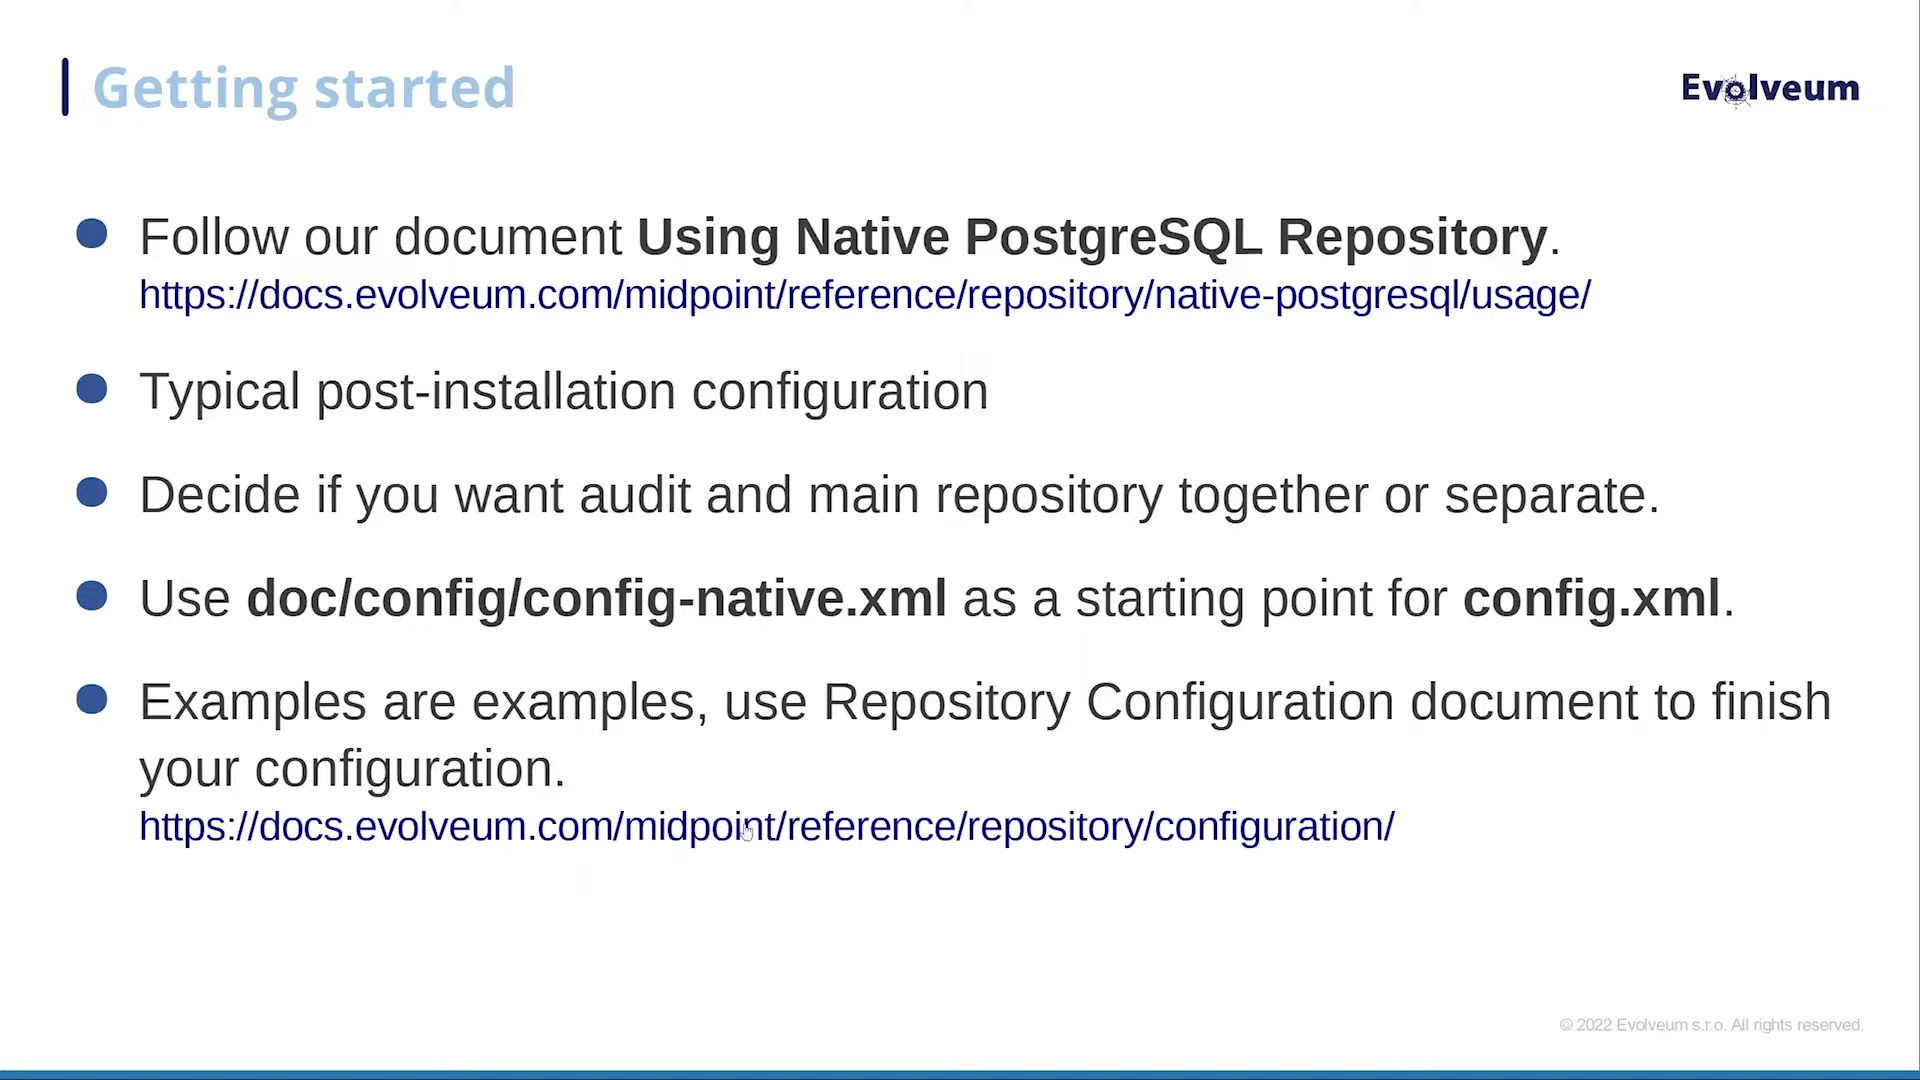 Getting started
Evolveum
Follow our document Using Native PostgreSQL Repository.
https://docs.evolveum.com/midpoint/reference/repository/native-postgresql/usage/
Typical post-installation configuration
Decide if you want audit and main repository together or separate.
Use doc/config/config-native.xml as a starting point for config.xml.
Examples are examples, use Repository Configuration document to finish
your configuration.
https://docs.evolveum.com/midpoint/reference/repository/configuration/
© 2022 Evolveum s.r.o. All rights reserved.